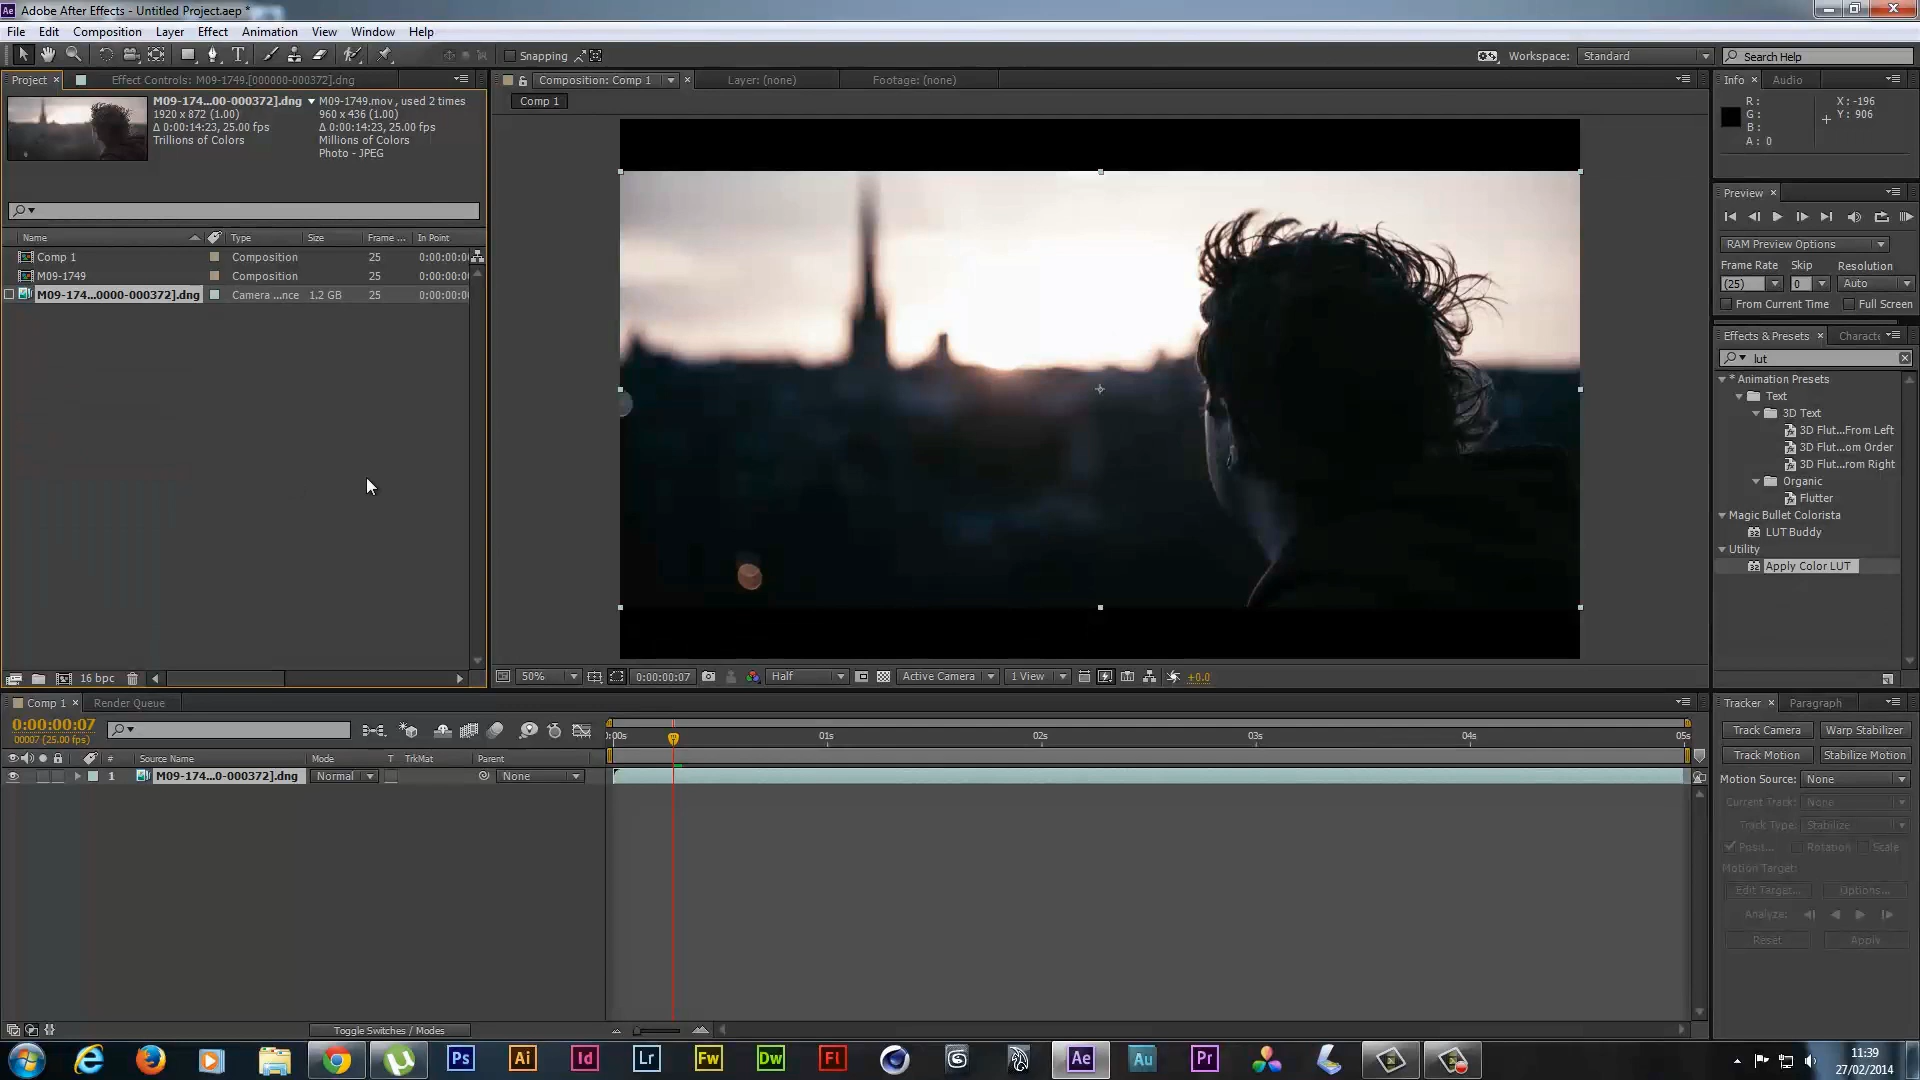 Adobe After Effects - Untitled Project.aep *
File Edit Composition Layer Effect Animation View Window Help
Snapping
Workspace: Standard
Search Help
Project Effect Controls: M09-1749.[000000-000372].dng
M09-174...00-000372].dng M09-1749.mov , used 2 times
1920 x 872 (1.00) 960 x 436 (1.00)
Δ 0:00:14:23, 25.00 fps Δ 0:00:14:23, 25.00 fps
Trillions of Colors Millions of Colors
Photo - JPEG
Name Type Size Frame ... In Point
Comp 1 Composition 25 0:00:00:0
M09-1749 Composition 25 0:00:00:0
M09-174...0000-000372].dng Camera ...nce 1.2 GB 25 0:00:00:0
16 bpc
Composition: Comp 1 Layer: (none) Footage: (none)
Comp 1
50% 0:00:00:07 Half Active Camera 1 View +0.0
Info Audio
R: X: -196
G: Y: 906
B:
A: 0
Preview
RAM Preview Options
Frame Rate Skip Resolution
(25) 0 Auto
From Current Time Full Screen
Effects & Presets Characte
lut
* Animation Presets
Text
3D Text
3D Flut...From Left
3D Flut...om Order
3D Flut...rom Right
Organic
Flutter
Magic Bullet Colorista
LUT Buddy
Utility
Apply Color LUT
Comp 1 Render Queue
0:00:00:07
00007 (25.00 fps)
# Source Name Mode T TrkMat Parent
1 M09-174...0-000372].dng Normal None
):00s 01s 02s 03s 04s 05s
Toggle Switches / Modes
Tracker Paragraph
Track Camera Warp Stabilizer
Track Motion Stabilize Motion
Motion Source: None
Current Track: None
Track Type: Stabilize
Posit... Rotation Scale
Motion Target:
Edit Target... Options...
Analyze:
Reset Apply
Ps Ai Id Lr Fw Dw Fl Ae Au Pr
11:39
27/02/2014